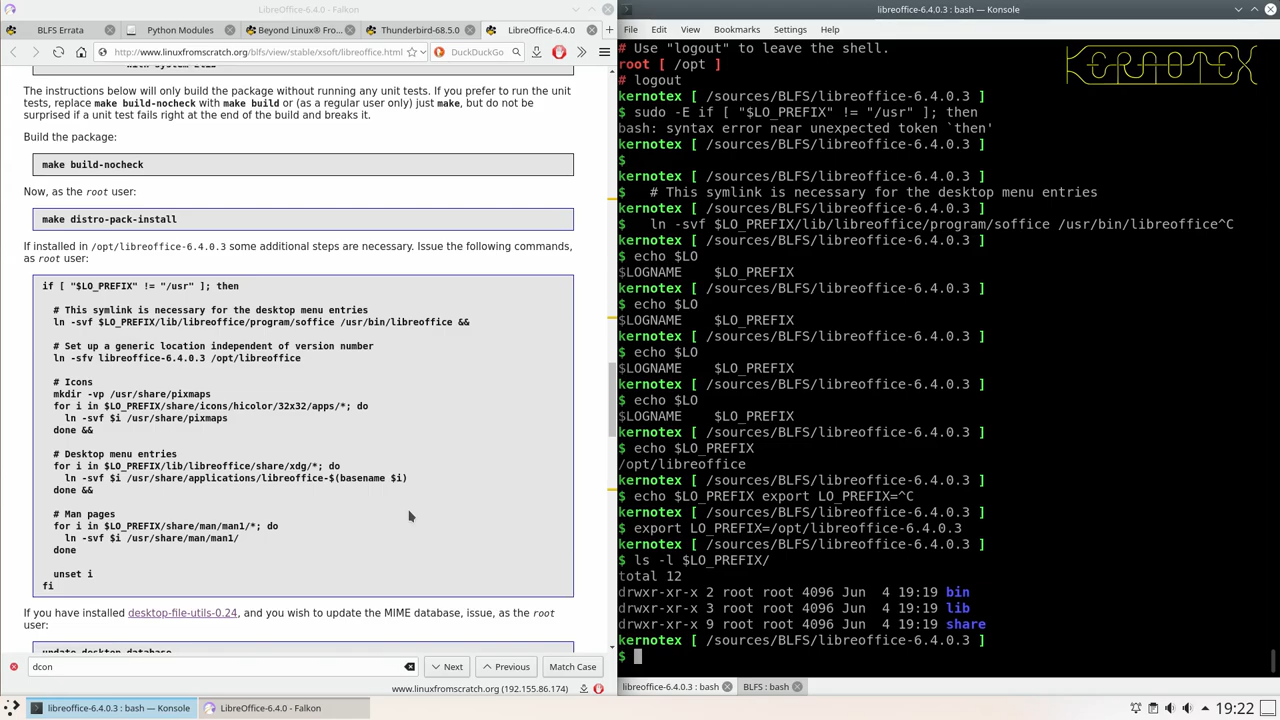 LibreOffice-6.4.0 - Falkon
BLFS Errata
Python Modules
Beyond Linux® Fro...
Thunderbird-68.5.0
LibreOffice-6.4.0
http://www.linuxfromscratch.org/blfs/view/stable/xsoft/libreoffice.html
DuckDuckGo
The instructions below will only build the package without running any unit tests. If you prefer to run the unit
tests, replace make build-nocheck with make build or (as a regular user only) just make, but do not be
surprised if a unit test fails right at the end of the build and breaks it.
Build the package:
make build-nocheck
Now, as the root user:
make distro-pack-install
If installed in /opt/libreoffice-6.4.0.3 some additional steps are necessary. Issue the following commands,
as root user:
if [ "$LO_PREFIX" != "/usr" ]; then
# This symlink is necessary for the desktop menu entries
ln -svf $LO_PREFIX/lib/libreoffice/program/soffice /usr/bin/libreoffice &&
# Set up a generic location independent of version number
ln -sfv libreoffice-6.4.0.3 /opt/libreoffice
# Icons
mkdir -vp /usr/share/pixmaps
for i in $LO_PREFIX/share/icons/hicolor/32x32/apps/*; do
ln -svf $i /usr/share/pixmaps
done &&
# Desktop menu entries
for i in $LO_PREFIX/lib/libreoffice/share/xdg/*; do
ln -svf $i /usr/share/applications/libreoffice-$(basename $i)
done &&
# Man pages
for i in $LO_PREFIX/share/man/man1/*; do
ln -svf $i /usr/share/man/man1/
done
unset i
fi
If you have installed desktop-file-utils-0.24, and you wish to update the MIME database, issue, as the root
user:
update-desktop-database
dcon
Next
Previous
Match Case
www.linuxfromscratch.org (192.155.86.174)
libreoffice-6.4.0.3 : bash — Konsole
File Edit View Bookmarks Settings Help
# Use "logout" to leave the shell.
root [ /opt ]
# logout
kernotex [ /sources/BLFS/libreoffice-6.4.0.3 ]
$ sudo -E if [ "$LO_PREFIX" != "/usr" ]; then
bash: syntax error near unexpected token `then'
kernotex [ /sources/BLFS/libreoffice-6.4.0.3 ]
$
kernotex [ /sources/BLFS/libreoffice-6.4.0.3 ]
$ # This symlink is necessary for the desktop menu entries
kernotex [ /sources/BLFS/libreoffice-6.4.0.3 ]
$ ln -svf $LO_PREFIX/lib/libreoffice/program/soffice /usr/bin/libreoffice^C
kernotex [ /sources/BLFS/libreoffice-6.4.0.3 ]
$ echo $LO
$LOGNAME $LO_PREFIX
kernotex [ /sources/BLFS/libreoffice-6.4.0.3 ]
$ echo $LO
$LOGNAME $LO_PREFIX
kernotex [ /sources/BLFS/libreoffice-6.4.0.3 ]
$ echo $LO
$LOGNAME $LO_PREFIX
kernotex [ /sources/BLFS/libreoffice-6.4.0.3 ]
$ echo $LO
$LOGNAME $LO_PREFIX
kernotex [ /sources/BLFS/libreoffice-6.4.0.3 ]
$ echo $LO_PREFIX
/opt/libreoffice
kernotex [ /sources/BLFS/libreoffice-6.4.0.3 ]
$ echo $LO_PREFIX export LO_PREFIX=^C
kernotex [ /sources/BLFS/libreoffice-6.4.0.3 ]
$ export LO_PREFIX=/opt/libreoffice-6.4.0.3
kernotex [ /sources/BLFS/libreoffice-6.4.0.3 ]
$ ls -l $LO_PREFIX/
total 12
drwxr-xr-x 2 root root 4096 Jun 4 19:19 bin
drwxr-xr-x 3 root root 4096 Jun 4 19:19 lib
drwxr-xr-x 9 root root 4096 Jun 4 19:19 share
kernotex [ /sources/BLFS/libreoffice-6.4.0.3 ]
$
KERNOTEX
libreoffice-6.4.0.3 : bash
BLFS : bash
libreoffice-6.4.0.3 : bash — Konsole
LibreOffice-6.4.0 - Falkon
19:22